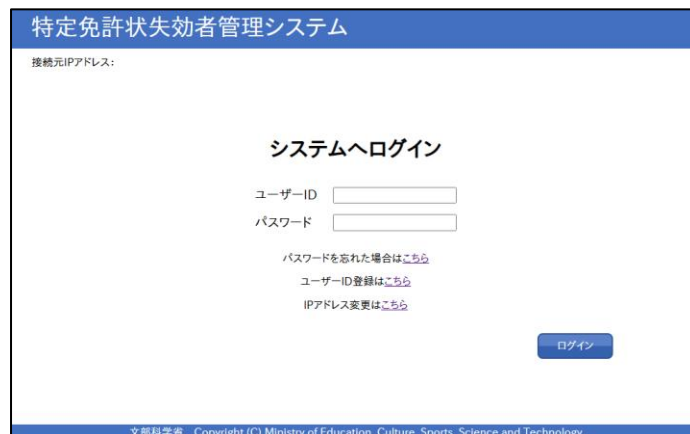 特定免許状失効者管理システム
接続元IPアドレス:
システムへログイン
ユーザーID
パスワード
パスワードを忘れた場合はこちら
ユーザーID登録はこちら
IPアドレス変更はこちら
ログイン
文部科学省 Copyright (C) Ministry of Education, Culture, Sports, Science and Technology